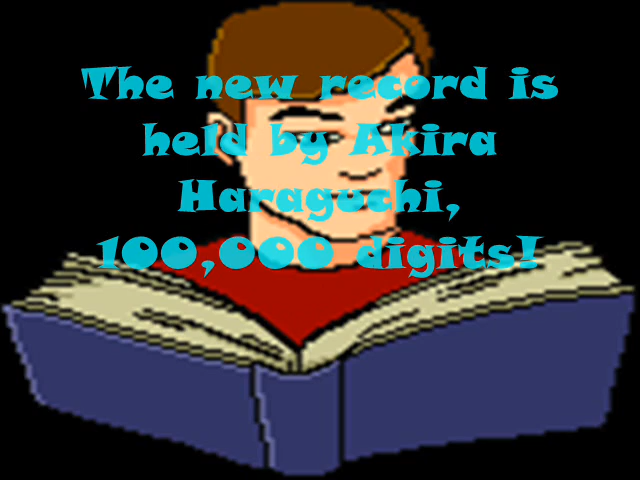 The new record is
held by Akira
Haraguchi,
100,000 digits!